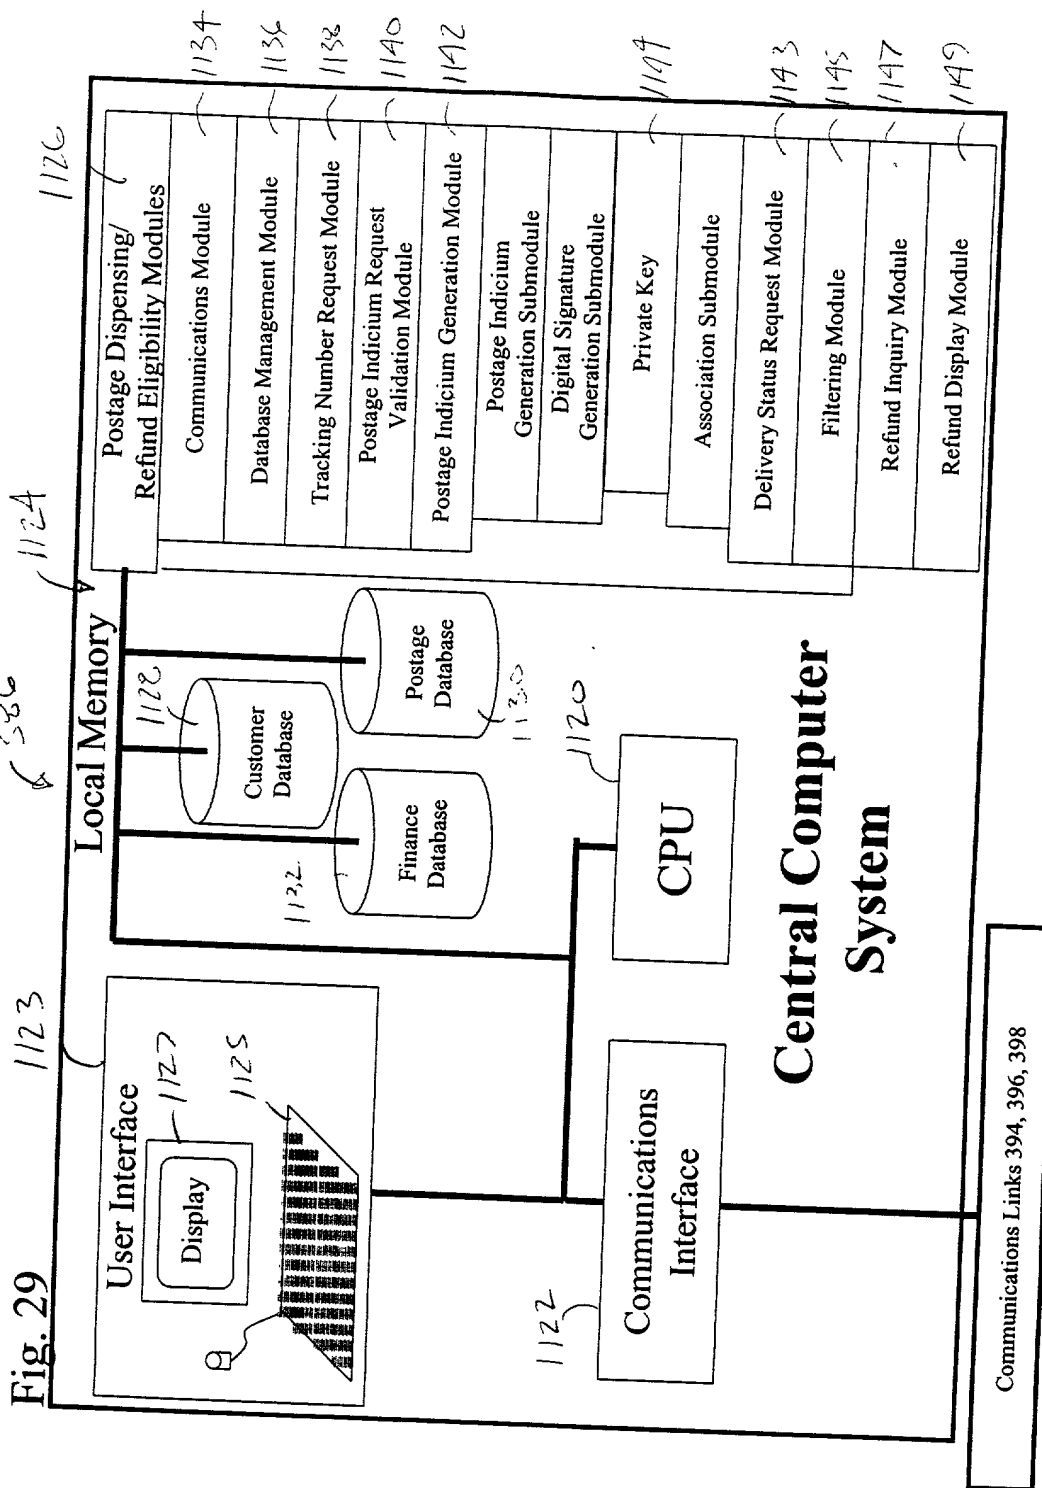 Fig. 29
1123
386
1124
1126
User Interface
1127
Display
1125
Local Memory
1132
Finance
Database
1128
Customer
Database
Postage
Database
1130
Postage Dispensing/
Refund Eligibility Modules
Communications Module
1134
Database Management Module
1136
Tracking Number Request Module
1138
Postage Indicium Request
Validation Module
1140
Postage Indicium Generation Module
1142
Postage Indicium
Generation Submodule
Digital Signature
Generation Submodule
Private Key
1144
Association Submodule
Delivery Status Request Module
1143
Filtering Module
1145
Refund Inquiry Module
1147
Refund Display Module
1149
1122
Communications
Interface
1120
CPU
Central Computer
System
Communications Links 394, 396, 398